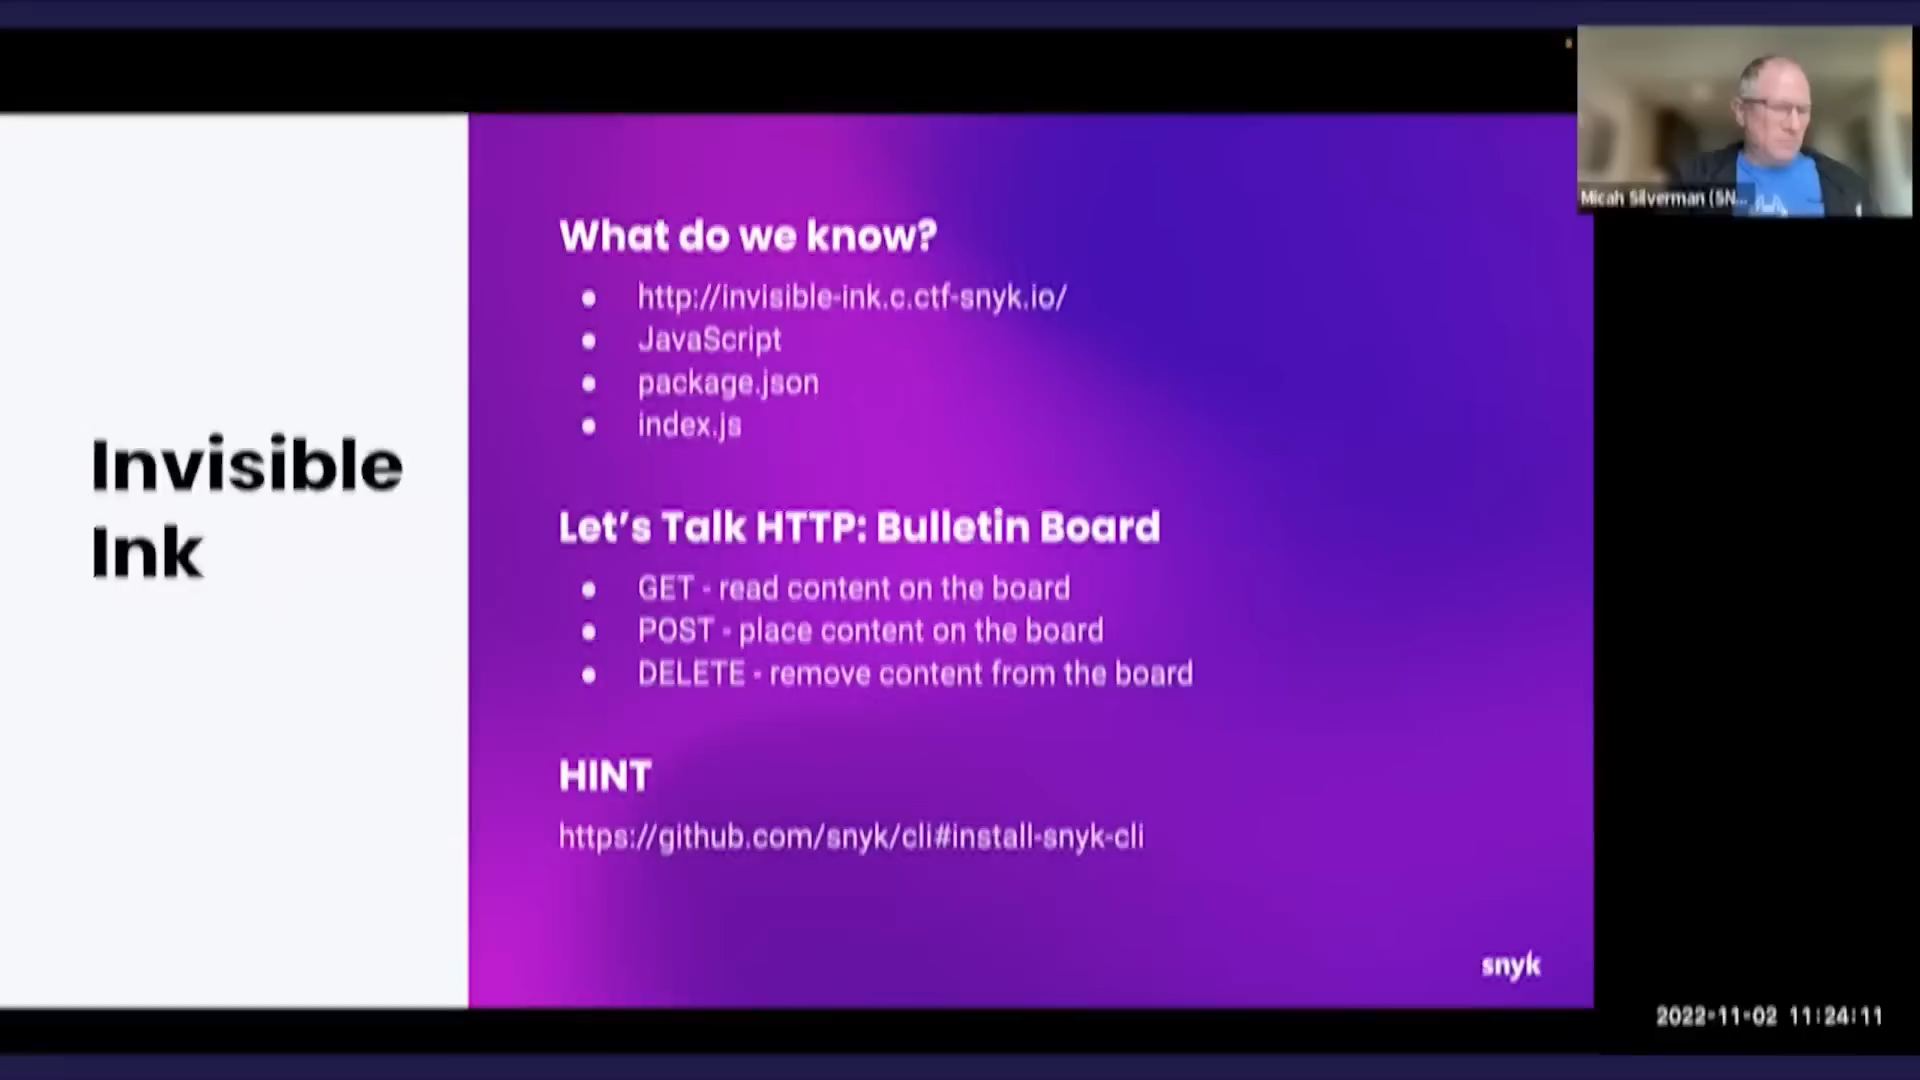 Micah Silverman (SN...
Invisible
Ink
What do we know?
http://invisible-ink.c.ctf-snyk.io/
JavaScript
package.json
index.js
Let's Talk HTTP: Bulletin Board
GET - read content on the board
POST - place content on the board
DELETE - remove content from the board
HINT
https://github.com/snyk/cli#install-snyk-cli
snyk
2022-11-02 11:24:11